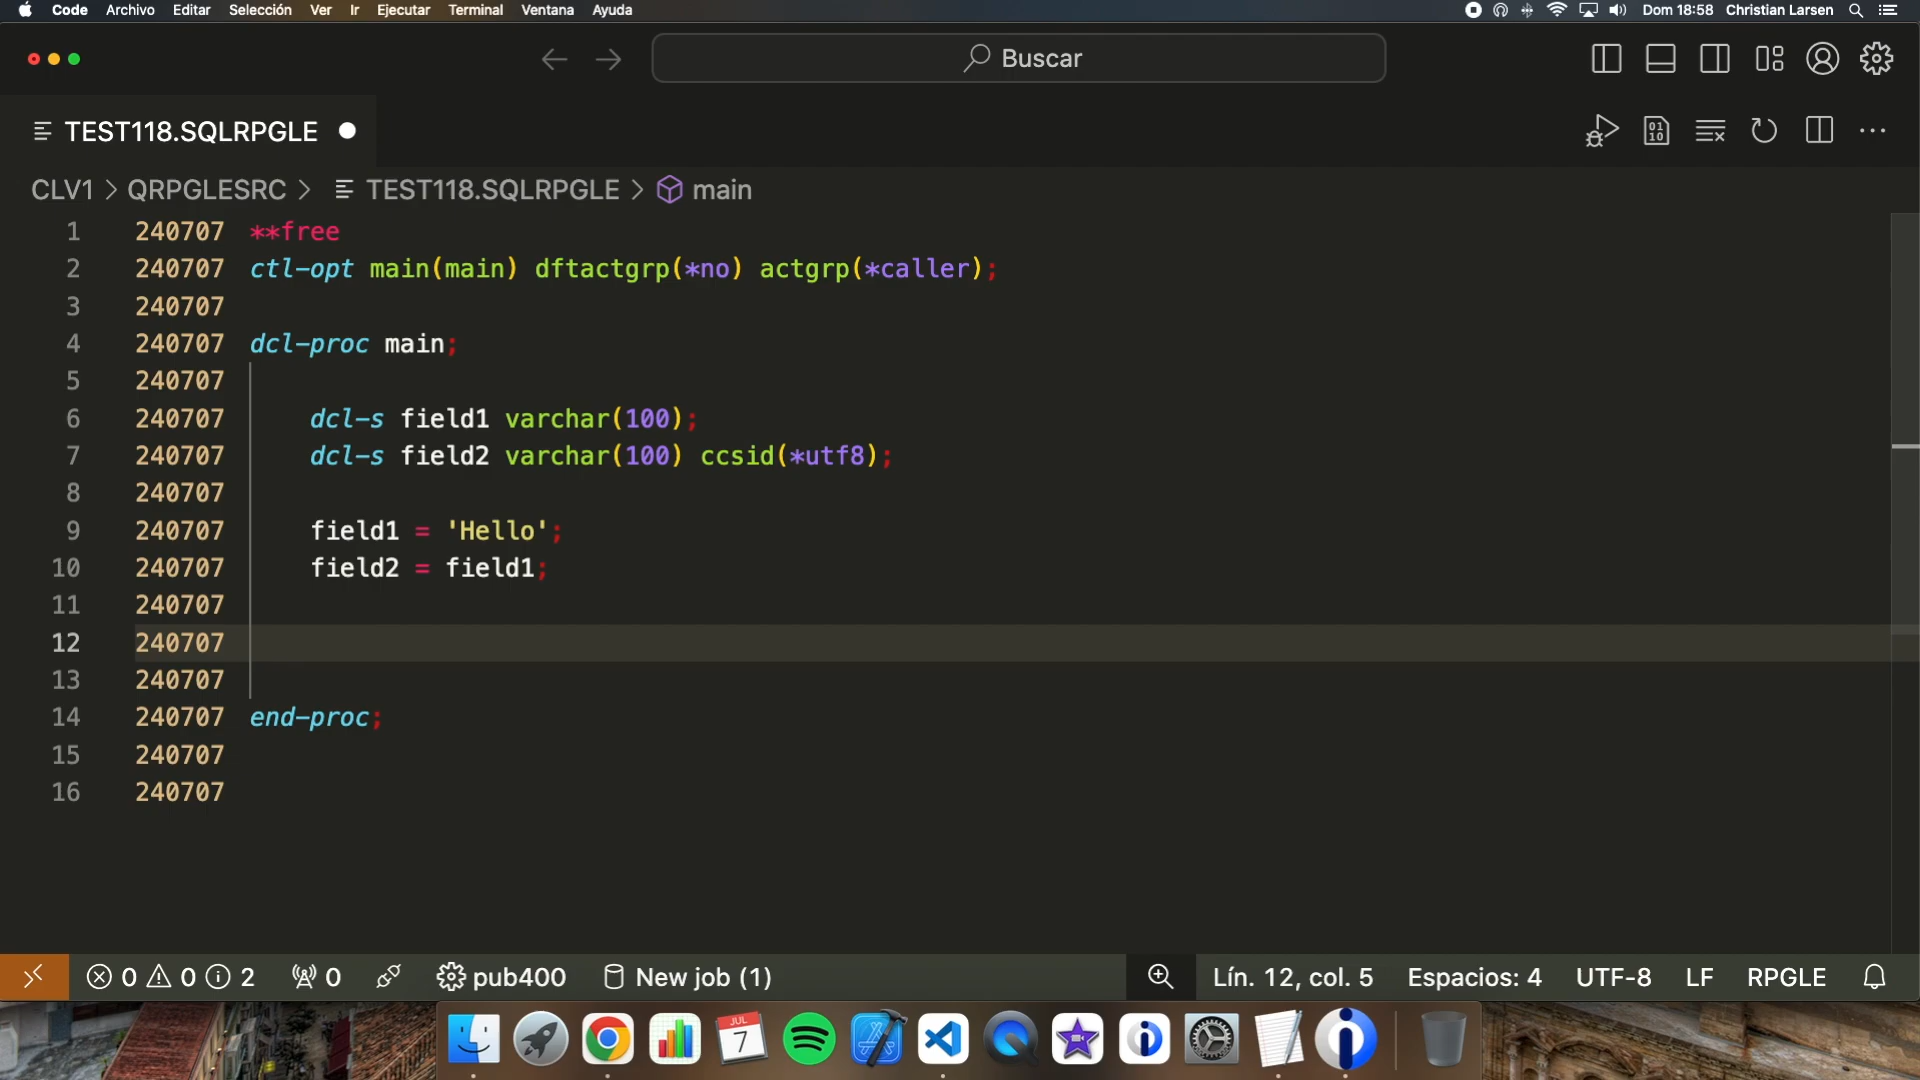 Code Archivo Editar Selección Ver Ir Ejecutar Terminal Ventana Ayuda Dom 18:58 Christian Larsen
Buscar
TEST118.SQLRPGLE
01
10
CLV1 > QRPGLESRC > TEST118.SQLRPGLE > main
1 240707 **free
2 240707 ctl-opt main(main) dftactgrp(*no) actgrp(*caller);
3 240707
4 240707 dcl-proc main;
5 240707
6 240707 dcl-s field1 varchar(100);
7 240707 dcl-s field2 varchar(100) ccsid(*utf8);
8 240707
9 240707 field1 = 'Hello';
10 240707 field2 = field1;
11 240707
12 240707
13 240707
14 240707 end-proc;
15 240707
16 240707
0 0 2 0 pub400 New job (1) Lín. 12, col. 5 Espacios: 4 UTF-8 LF RPGLE
JUL
7